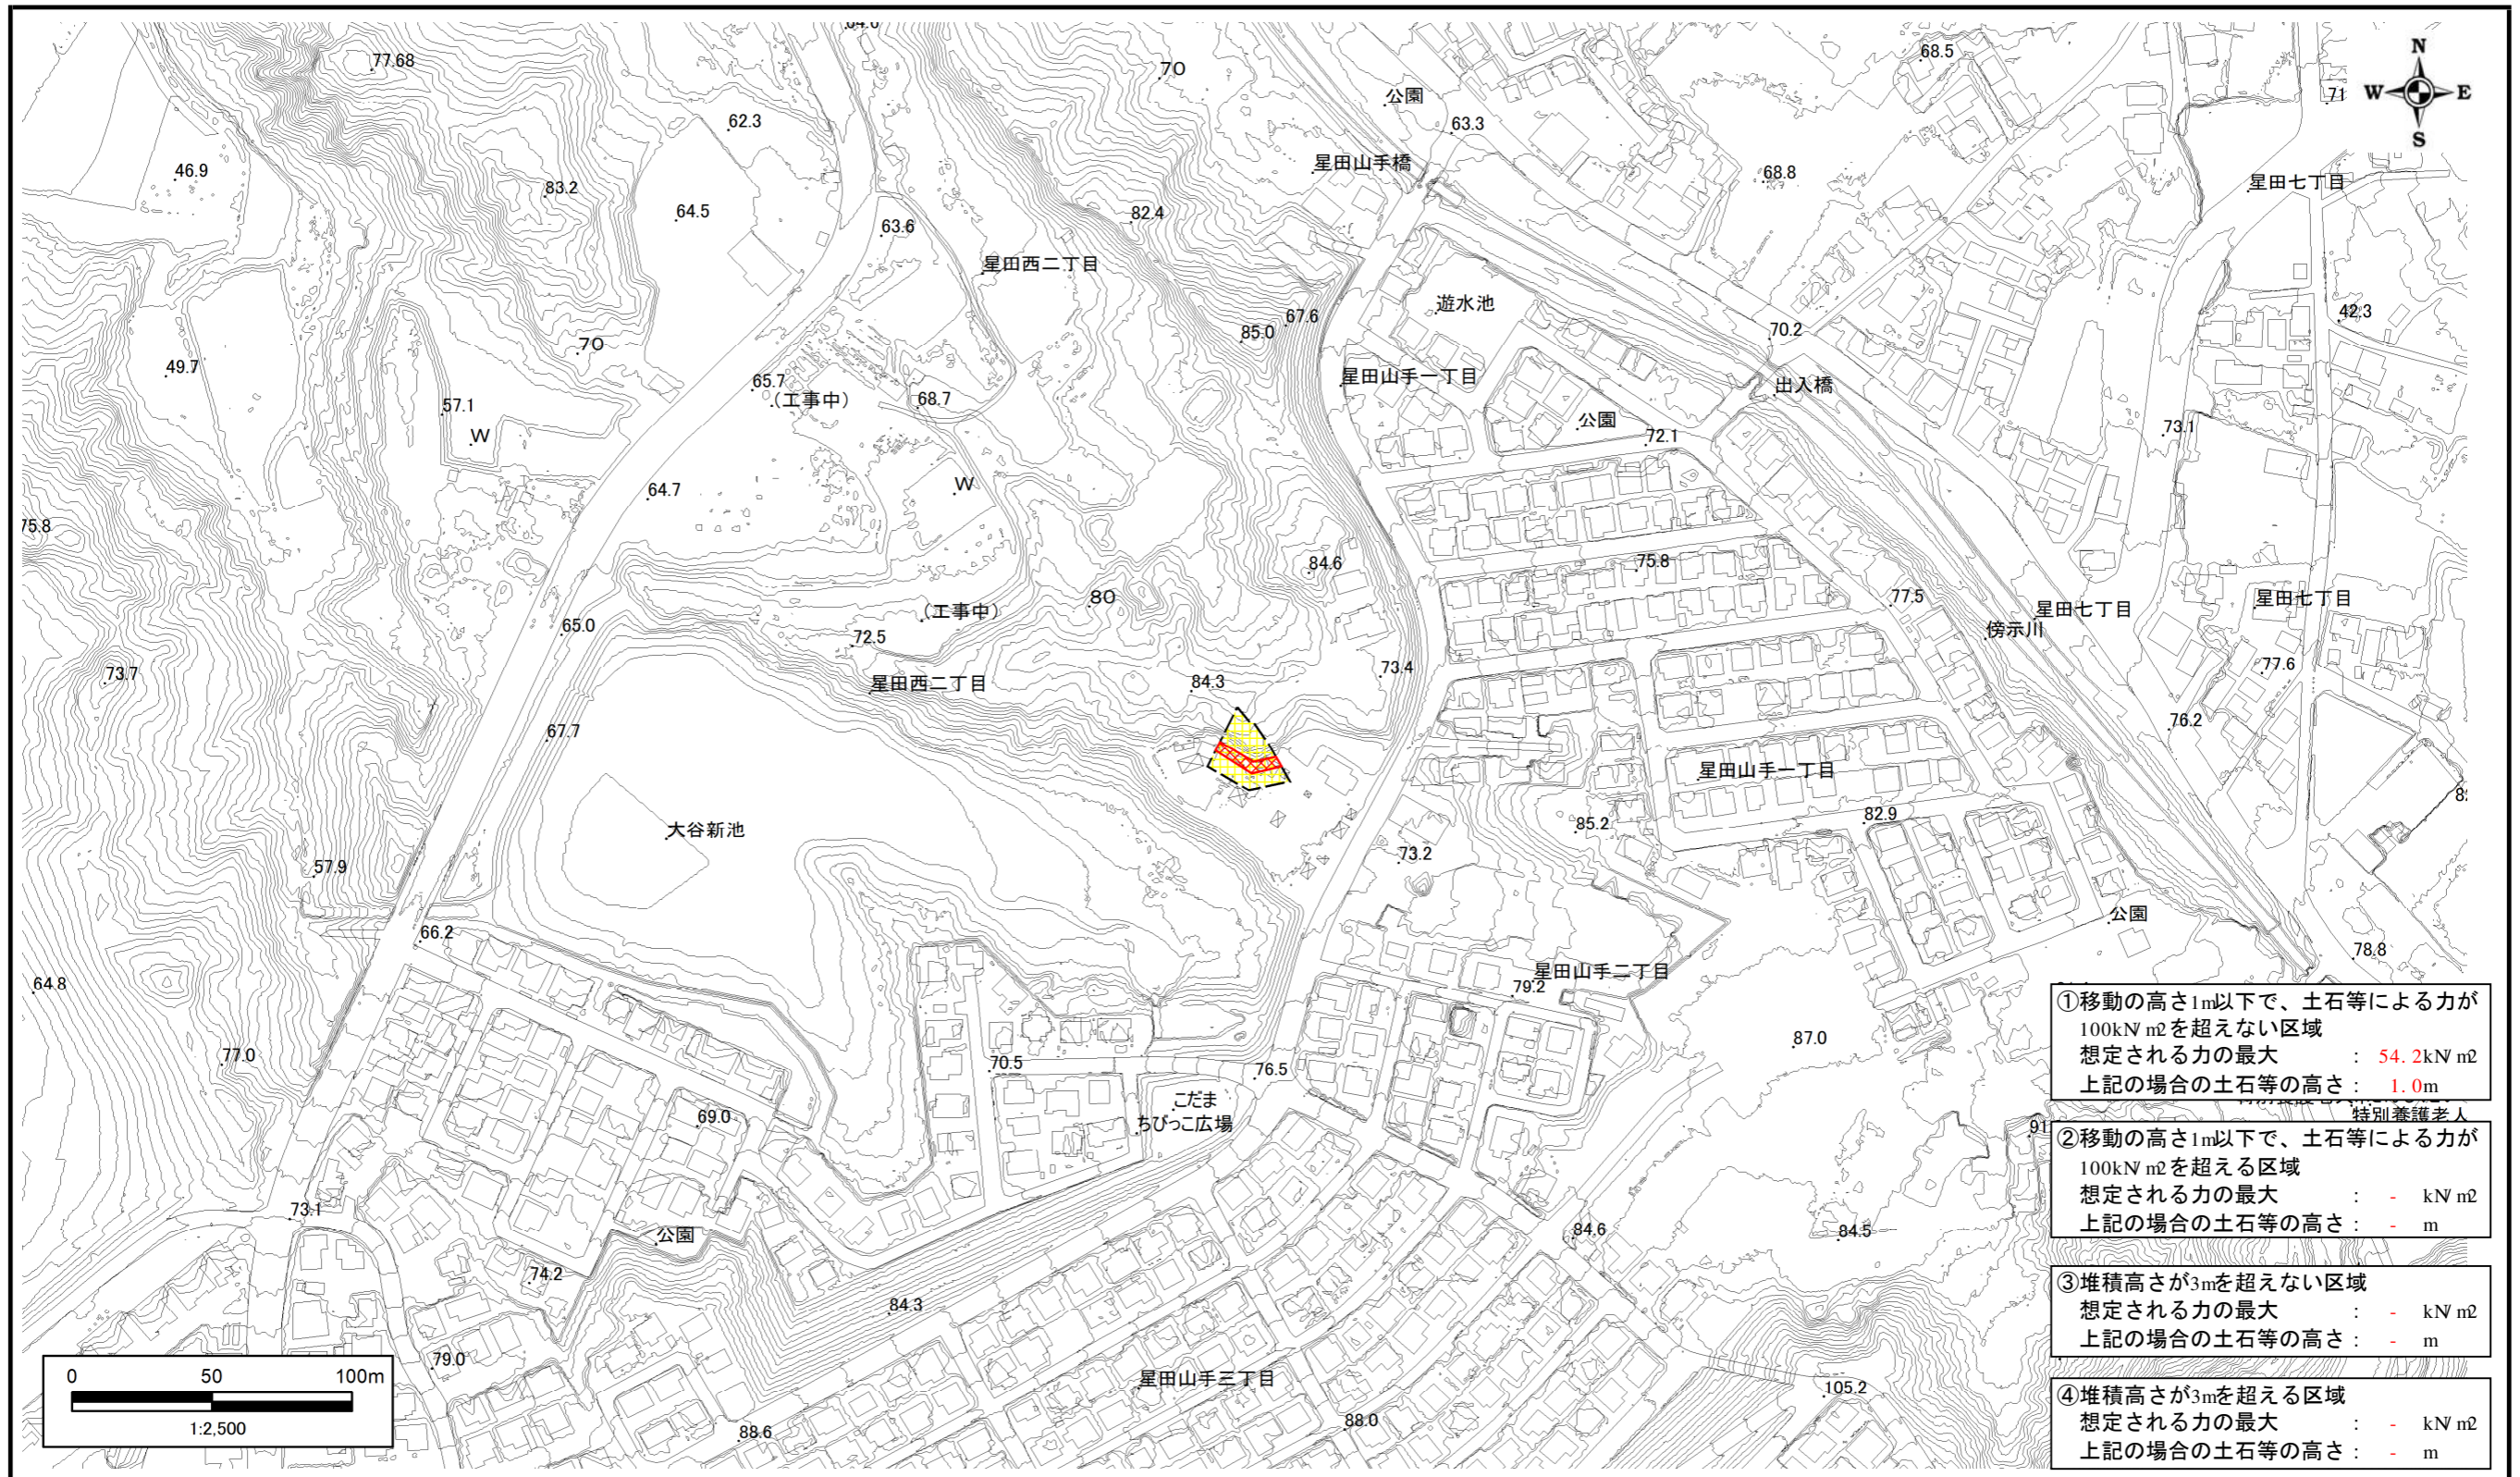 77.68
70
68.5
N
W E
S
71
公園
62.3
63.3
46.9
星田山手橋
68.8
83.2
星田七丁目
64.5
82.4
63.6
星田西二丁目
遊水池
67.6
42.3
85.0
70.2
70
49.7
65.7
星田山手一丁目
出入橋
(工事中)
68.7
57.1
公園
W
72.1
73.1
64.7
W
75.8
84.6
75.8
80
77.5
星田七丁目
星田七丁目
(工事中)
65.0
傍示川
72.5
73.7
73.4
77.6
星田西二丁目
84.3
76.2
67.7
星田山手一丁目
大谷新池
85.2
82.9
73.2
57.9
公園
66.2
78.8
星田山手二丁目
64.8
79.2
87.0
77.0
70.5
76.5
こだま
ちびっこ広場
69.0
特別養護老人
91
73.1
公園
84.6
84.5
74.2
84.3
79.0
星田山手三丁目
105.2
88.6
88.0
①移動の高さ1m以下で、土石等による力が
100kN/m2を超えない区域
想定される力の最大 : 54.2kN/m2
上記の場合の土石等の高さ: 1.0m
②移動の高さ1m以下で、土石等による力が
100kN/m2を超える区域
想定される力の最大 : - kN/m2
上記の場合の土石等の高さ: - m
③堆積高さが3mを超えない区域
想定される力の最大 : - kN/m2
上記の場合の土石等の高さ: - m
④堆積高さが3mを超える区域
想定される力の最大 : - kN/m2
上記の場合の土石等の高さ: - m
0 50 100m
1:2,500